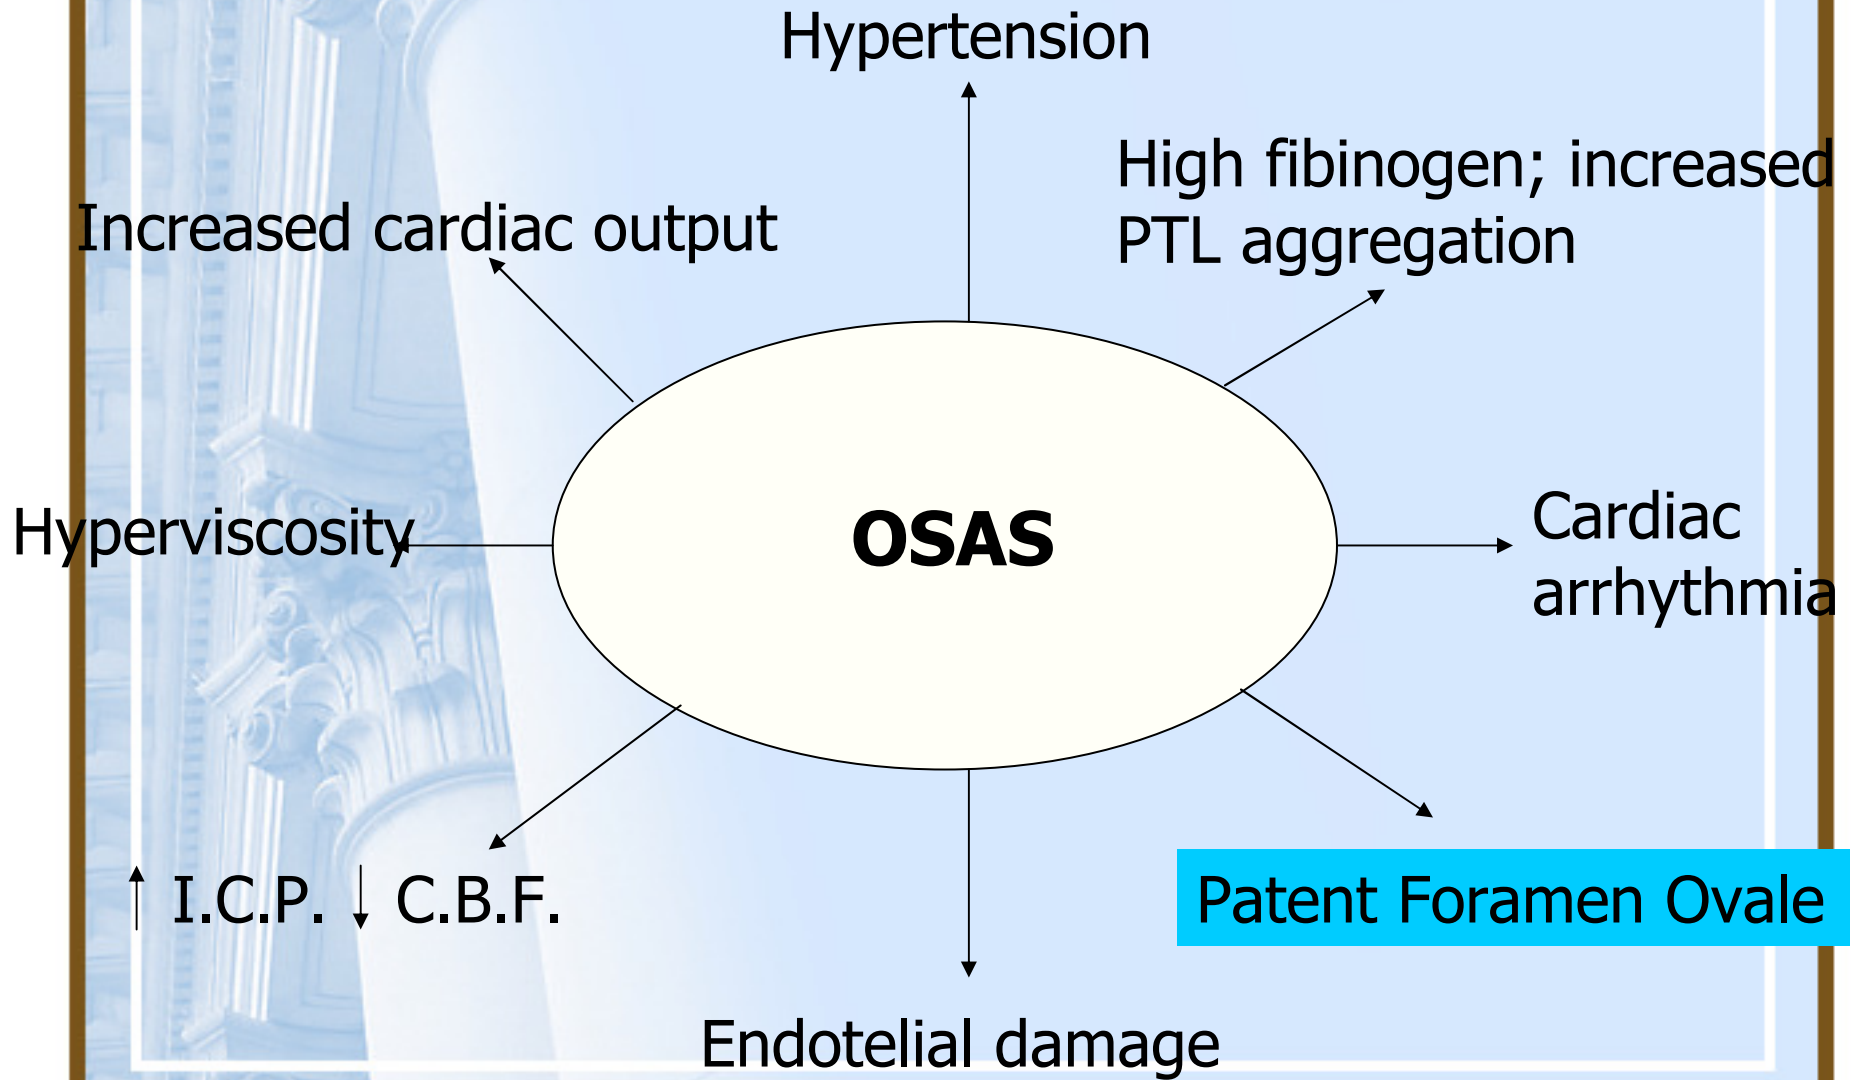 Hypertension
High fibinogen; increased
PTL aggregation
Increased cardiac output
Hyperviscosity
OSAS
Cardiac
arrhythmia
↑ I.C.P. ↓ C.B.F.
Patent Foramen Ovale
Endotelial damage